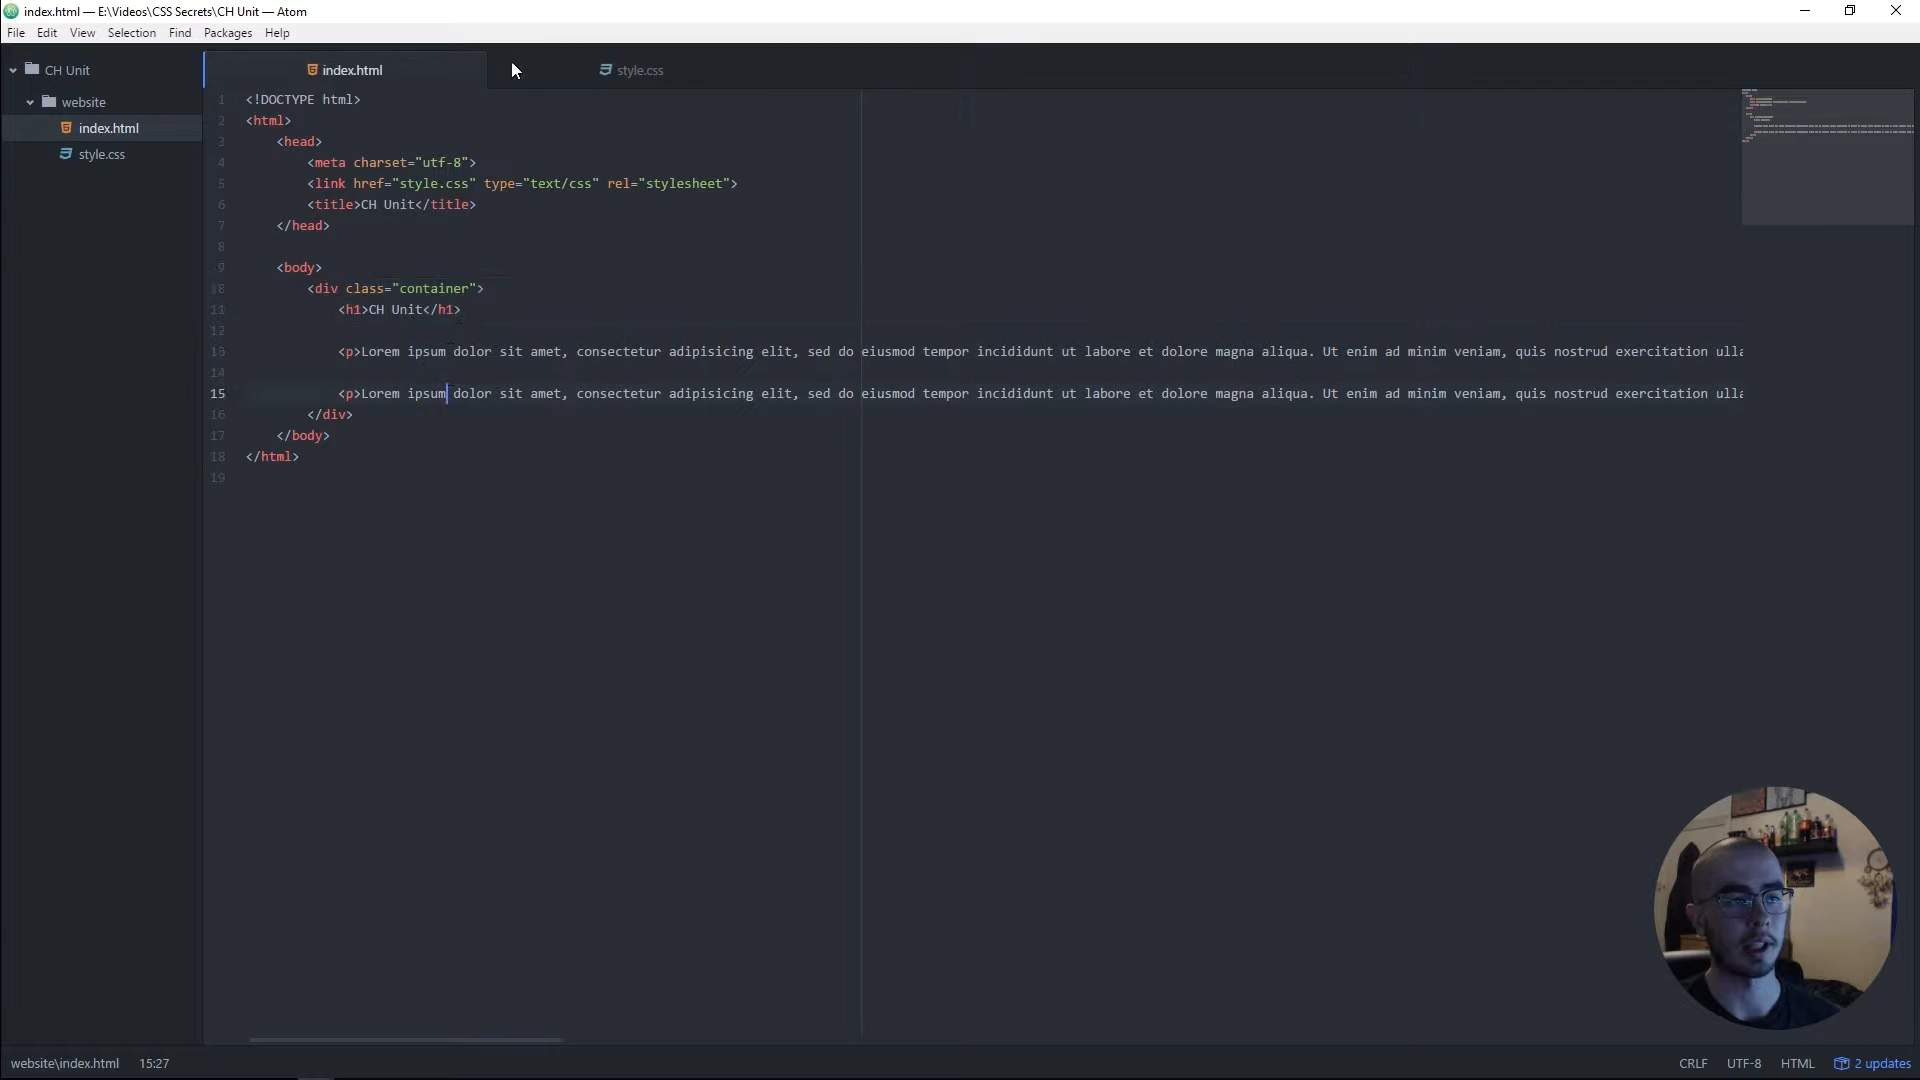 index.html — E:\Videos\CSS Secrets\CH Unit — Atom
File Edit View Selection Find Packages Help
CH Unit
website
index.html
style.css
index.html
style.css
1 <!DOCTYPE html>
2 <html>
3 <head>
4 <meta charset="utf-8">
5 <link href="style.css" type="text/css" rel="stylesheet">
6 <title>CH Unit</title>
7 </head>
8
9 <body>
10 <div class="container">
11 <h1>CH Unit</h1>
12
13 <p>Lorem ipsum dolor sit amet, consectetur adipisicing elit, sed do eiusmod tempor incididunt ut labore et dolore magna aliqua. Ut enim ad minim veniam, quis nostrud exercitation ulla
14
15 <p>Lorem ipsum dolor sit amet, consectetur adipisicing elit, sed do eiusmod tempor incididunt ut labore et dolore magna aliqua. Ut enim ad minim veniam, quis nostrud exercitation ulla
16 </div>
17 </body>
18 </html>
19
website\index.html 15:27
CRLF UTF-8 HTML 2 updates